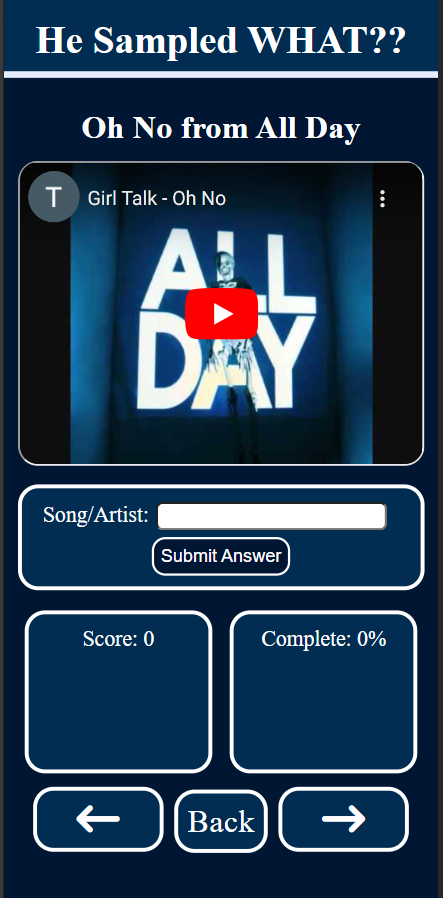 He Sampled WHAT??
Oh No from All Day
T
Girl Talk - Oh No
ALL
DAY
Song/Artist:
Submit Answer
Score: 0
Complete: 0%
Back